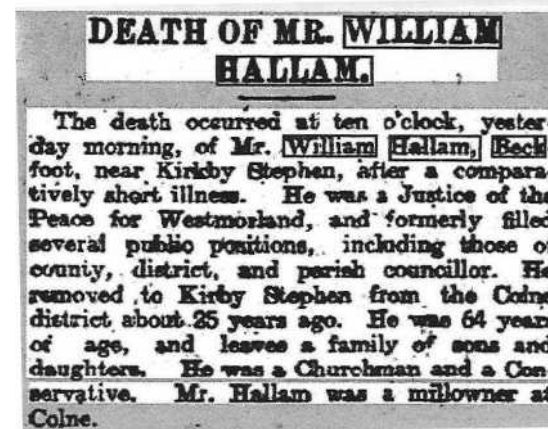 DEATH OF MR. WILLIAM
HALLAM.
The death occurred at ten o'clock, yester-
day morning, of Mr. William Hallam, Beck-
foot, near Kirkby Stephen, after a compara-
tively short illness. He was a Justice of the
Peace for Westmorland, and formerly filled
several public positions, including those of
county, district, and parish councillor. He
removed to Kirby Stephen from the Colne
district about 25 years ago. He was 64 years
of age, and leaves a family of sons and
daughters. He was a Churchman and a Con-
servative. Mr. Hallam was a millowner at
Colne.